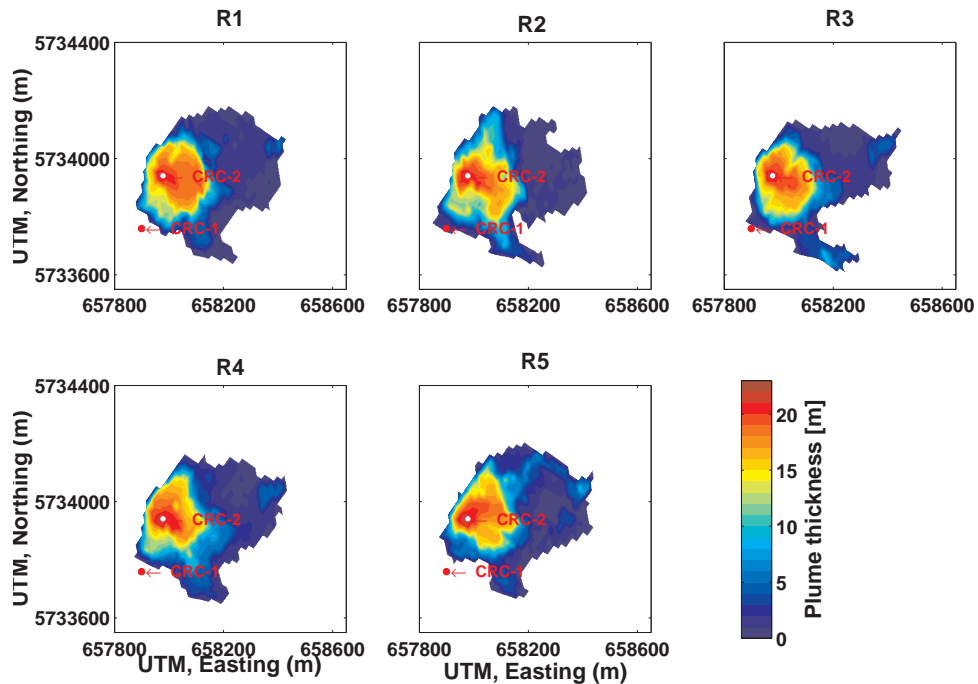 R1
R2
R3
5734400
5734000
5733600
UTM, Northing (m)
CRC-2
CRC-1
657800
658200
658600
CRC-2
CRC-1
657800
658200
658600
CRC-2
CRC-1
657800
658200
658600
R4
R5
5734400
5734000
5733600
UTM, Northing (m)
CRC-2
CRC-1
657800
658200
658600
UTM, Easting (m)
CRC-2
CRC-1
657800
658200
658600
UTM, Easting (m)
20
15
10
5
0
Plume thickness [m]